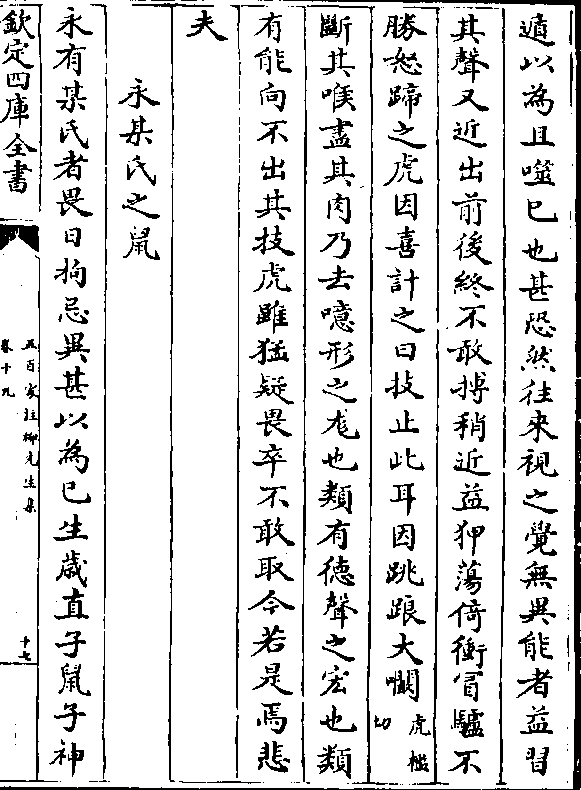 遁以為且噬已也甚恐然往來視之覺無異能者益習
其聲又近出前後終不敢搏稍近益狎蕩倚衝冒驢不
勝怒蹄之虎因喜計之曰技止此耳因跳踉大㘚虎檻切
斷其喉盡其肉乃去噫形之尨也類有徳聲之宏也類
有能向不出其技虎雖猛疑畏卒不敢取今若是焉悲
夫
永某氏之鼠
永有某氏者畏日拘忌異甚以為已生歲直子鼠子神
欽定四庫全書
五百家注柳先生集
卷十九
十七